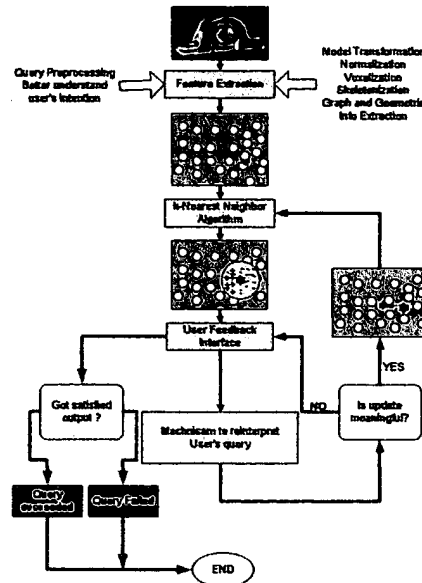 Query Preprocessing
Better understand
user's intention
Feature Extraction
Model Transformation
Normalization
Voxelization
Skeletonization
Graph and Geometric
Info Extraction
k-Nearest Neighbor
Algorithm
User Feedback
Interface
YES
NO
Got satisfied
output ?
Mechnisam to reinterpret
User's query
Is update
meaningful?
Query
Query Failed
END